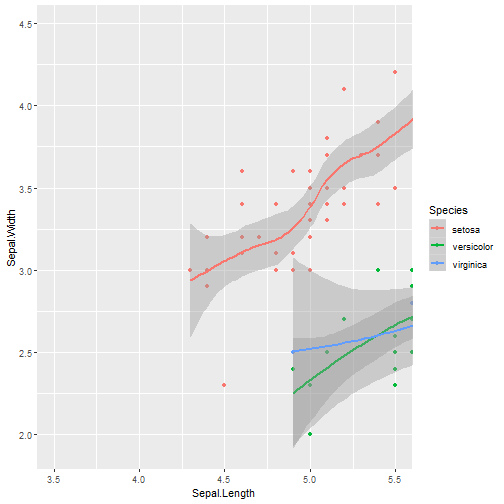 4.5
4.0
3.5
3.0
2.5
2.0
Sepal.Width
3.5 4.0 4.5 5.0 5.5
Sepal.Length
Species
setosa
versicolor
virginica